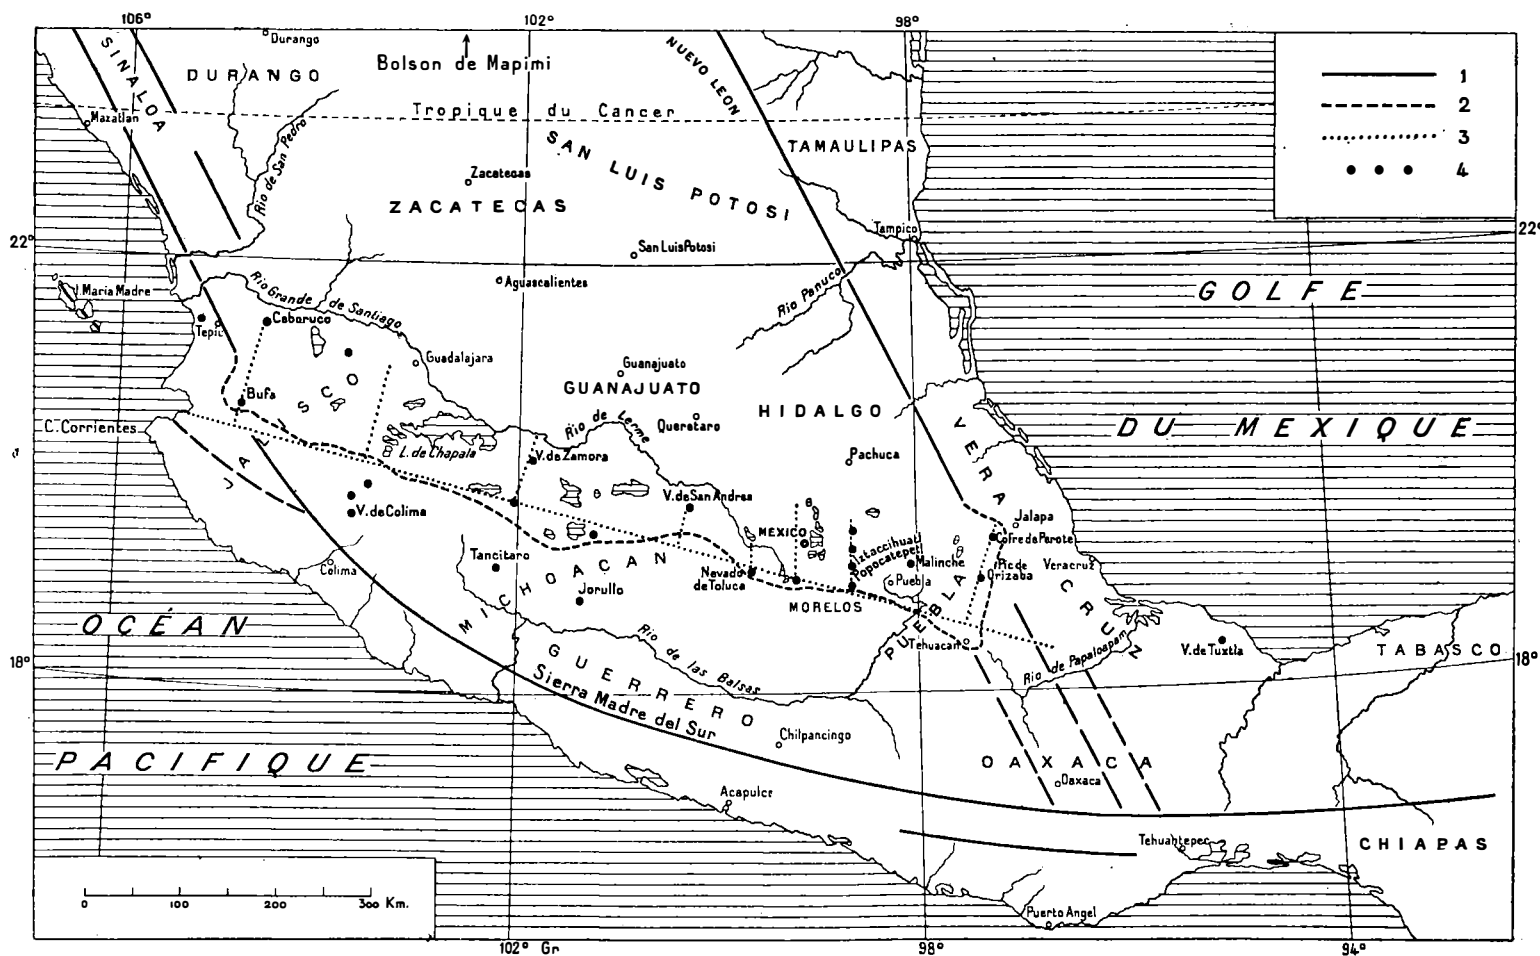 106°
102°
98°
Durango
SINALOA
DURANGO
Bolson de Mapimi
NUEVO LEON
1
2
3
4
Tropique du Cancer
Mazatlan
Rio de San Pedro
TAMAULIPAS
SAN LUIS POTOSI
Zacatecas
ZACATECAS
Tampico
22°
22°
San Luis Potosi
Aguascalientes
I. Maria Madre
Rio Grande de Santiago
Rio Panuco
GOLFE
Tepic
Ceboruco
Guadalajara
Guanajuato
GUANAJUATO
Bufa
JALISCO
HIDALGO
Rio de Lerme
Queretaro
C. Corrientes
DU MEXIQUE
VERA CRUZ
L. de Chapala
V. de Zamora
Pachuca
V. de San Andrea
V. de Colima
Jalapa
MEXICO
Cofre de Perote
Iztaccihuatl
Popocatepetl
Malinche
Veracruz
Colima
Tancitaro
Nevado
de Toluca
Puebla
Pic de
Orizaba
Jorullo
MORELOS
MICHOACAN
PUEBLA
OCÉAN
Rio de las Balsas
Tehuacan
Rio de Papaloapam
V. de Tuxtla
TABASCO
18°
18°
GUERRERO
Sierra Madre del Sur
Chilpancingo
PACIFIQUE
OAXACA
Oaxaca
Acapulce
Tehuantepec
CHIAPAS
0 100 200 300 Km.
Puerto Angel
102° Gr
98°
94°